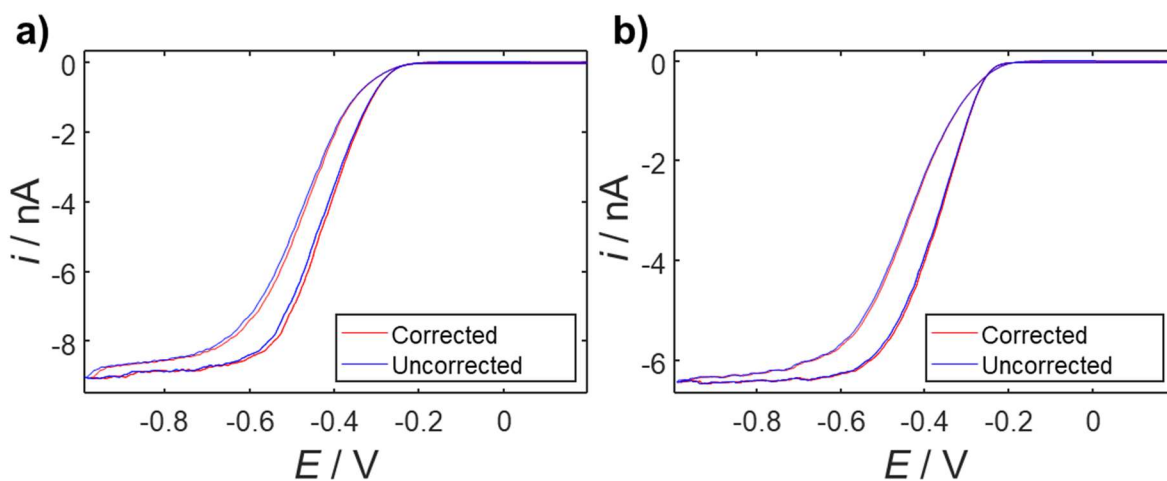 a)
0
-2
-4
-6
-8
i / nA
Corrected
Uncorrected
-0.8 -0.6 -0.4 -0.2 0
E / V
b)
0
-2
-4
-6
i / nA
Corrected
Uncorrected
-0.8 -0.6 -0.4 -0.2 0
E / V